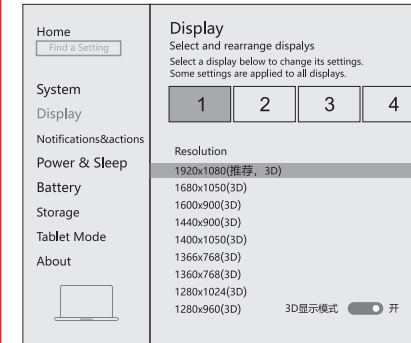 Home
Find a Setting
System
Display
Notifications&actions
Power & Sleep
Battery
Storage
Tablet Mode
About
Display
Select and rearrange dispalys
Select a display below to change its settings.
Some settings are applied to all displays.
1 2 3 4
Resolution
1920x1080(推荐，3D)
1680x1050(3D)
1600x900(3D)
1440x900(3D)
1400x1050(3D)
1366x768(3D)
1360x768(3D)
1280x1024(3D)
1280x960(3D) 3D显示模式 开